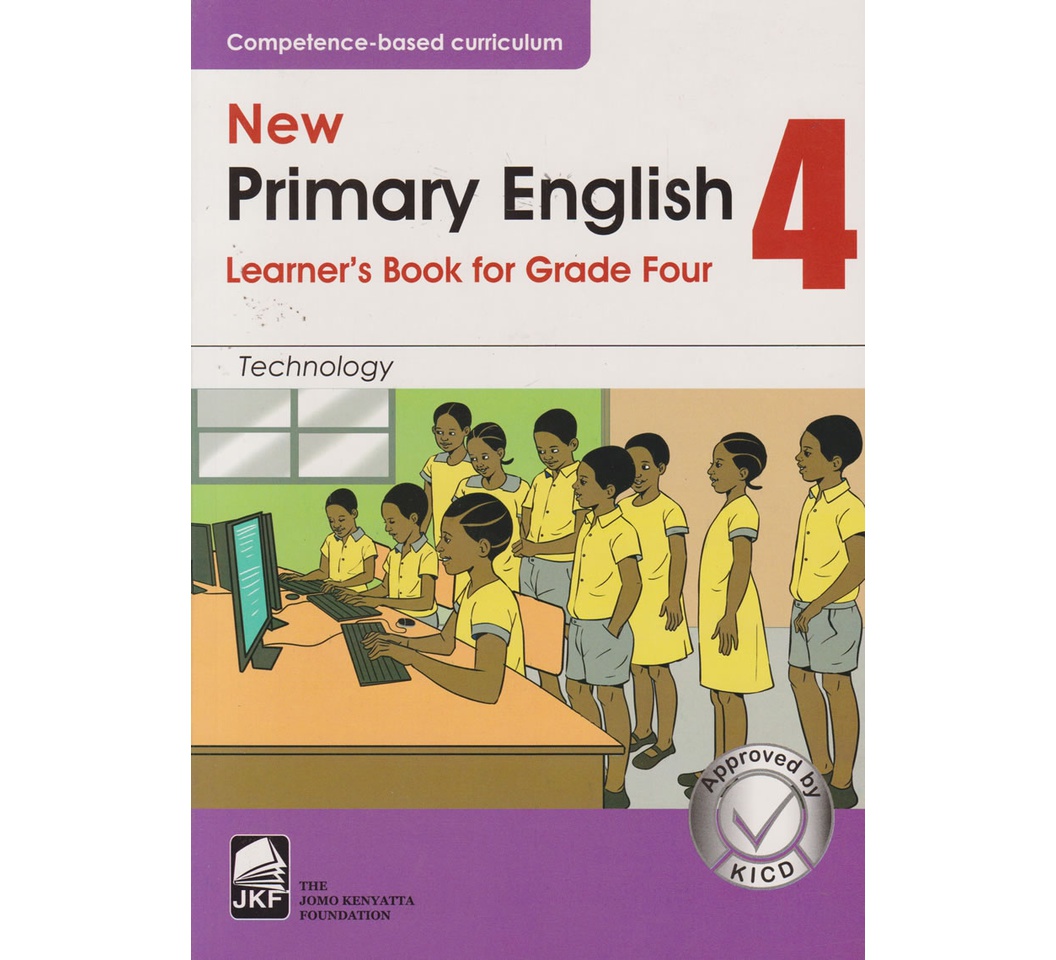 Competence-based curriculum
New
Primary English
4
Learner's Book for Grade Four
Technology
Approved by
KICD
JKF
THE
JOMO KENYATTA
FOUNDATION